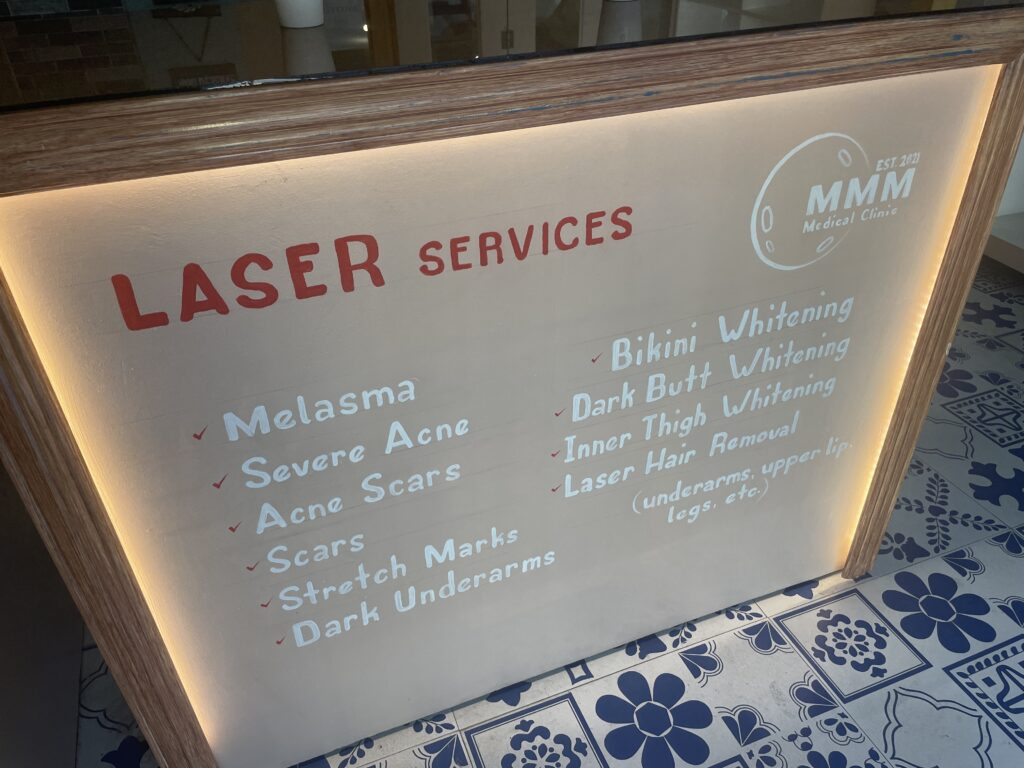 EST. 2021
MMM
Medical Clinic
LASER SERVICES
Melasma
Severe Acne
Acne Scars
Scars
Stretch Marks
Dark Underarms
Bikini Whitening
Dark Butt Whitening
Inner Thigh Whitening
Laser Hair Removal
(underarms, upper lip,
legs, etc.)